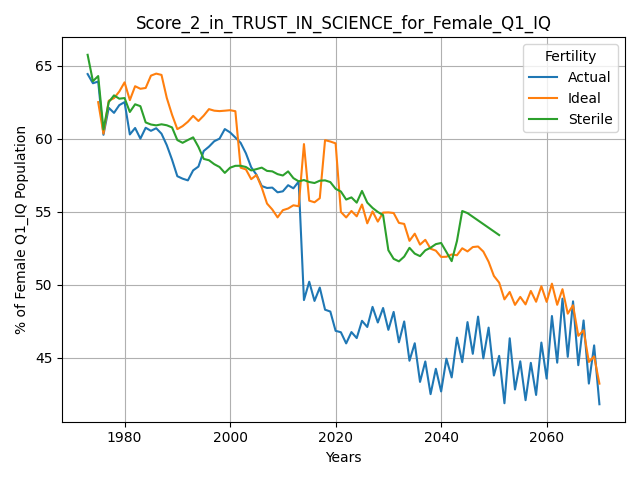 Score_2_in_TRUST_IN_SCIENCE_for_Female_Q1_IQ
% of Female Q1_IQ Population
65
60
55
50
45
Fertility
Actual
Ideal
Sterile
1980 2000 2020 2040 2060
Years